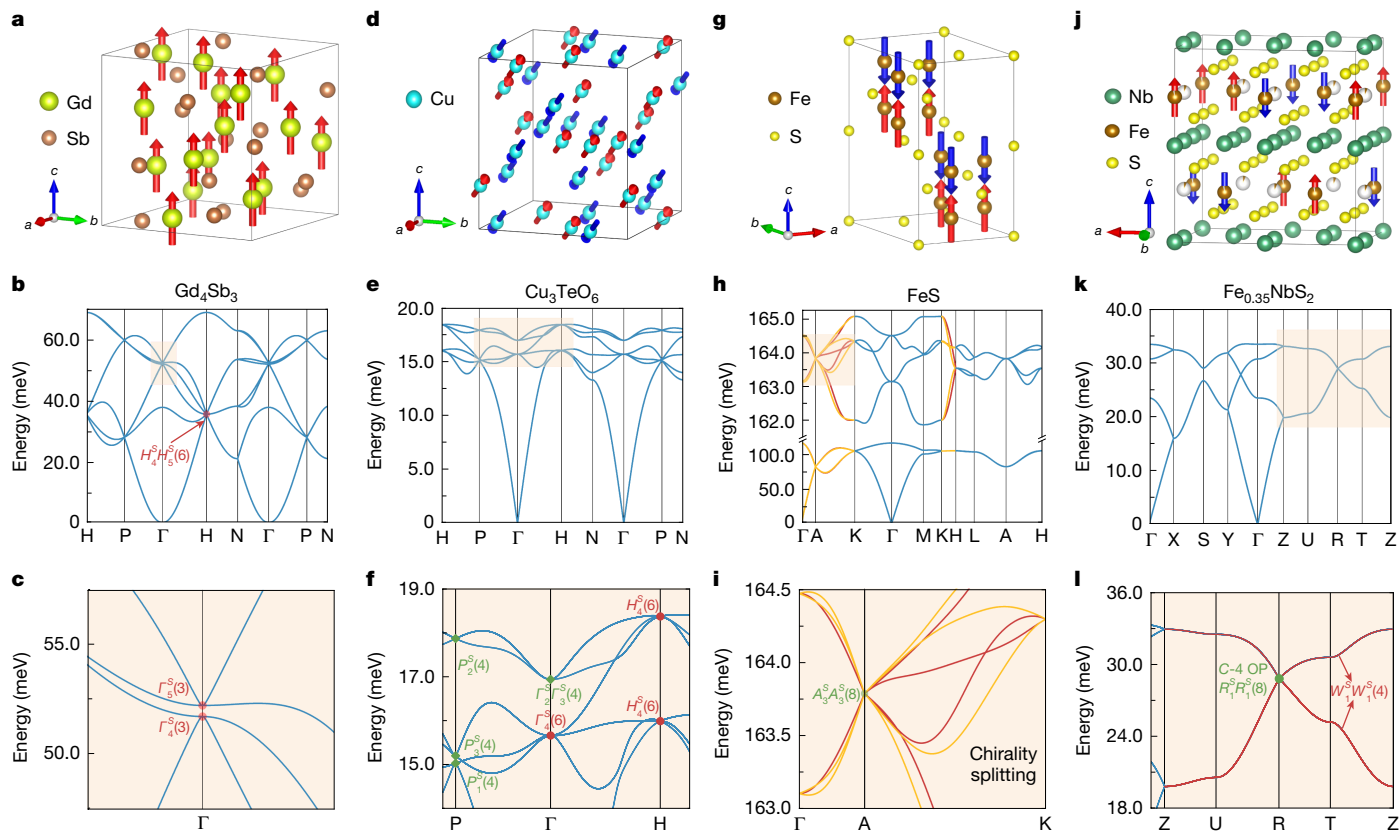 a
Gd
Sb
c
a
b
d
Cu
c
a
b
g
Fe
S
c
b
a
j
Nb
Fe
S
c
a
b
b
Gd₄Sb₃
Energy (meV)
60.0
40.0
20.0
0
H₄ˢH₅ˢ(6)
H P Γ H N Γ P N
e
Cu₃TeO₆
Energy (meV)
20.0
15.0
10.0
5.0
0
H P Γ H N Γ P N
h
FeS
Energy (meV)
165.0
164.0
163.0
162.0
100.0
50.0
0
Γ A K Γ M K H L A H
k
Fe₀.₃₅NbS₂
Energy (meV)
40.0
30.0
20.0
10.0
0
Γ X S Y Γ Z U R T Z
c
Energy (meV)
55.0
50.0
Γ₅ˢ(3)
Γ₄ˢ(3)
Γ
f
Energy (meV)
19.0
17.0
15.0
P₂ˢ(4)
P₃ˢ(4)
P₁ˢ(4)
Γ₂ˢΓ₃ˢ(4)
Γ₄ˢ(6)
H₄ˢ(6)
H₄ˢ(6)
P Γ H
i
Energy (meV)
164.5
164.0
163.5
163.0
A₃ˢA₃ˢ(8)
Chirality
splitting
Γ A K
l
Energy (meV)
36.0
30.0
24.0
18.0
C-4 OP
R₁ˢR₁ˢ(8)
W₁ˢW₁ˢ(4)
Z U R T Z